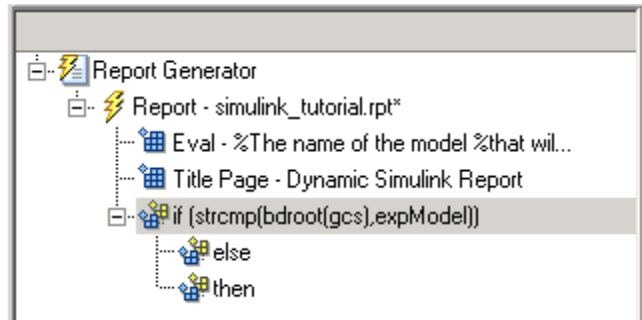 Report Generator
Report - simulink_tutorial.rpt*
Eval - %The name of the model %that wil...
Title Page - Dynamic Simulink Report
if (strcmp(bdroot(gcs),expModel))
else
then